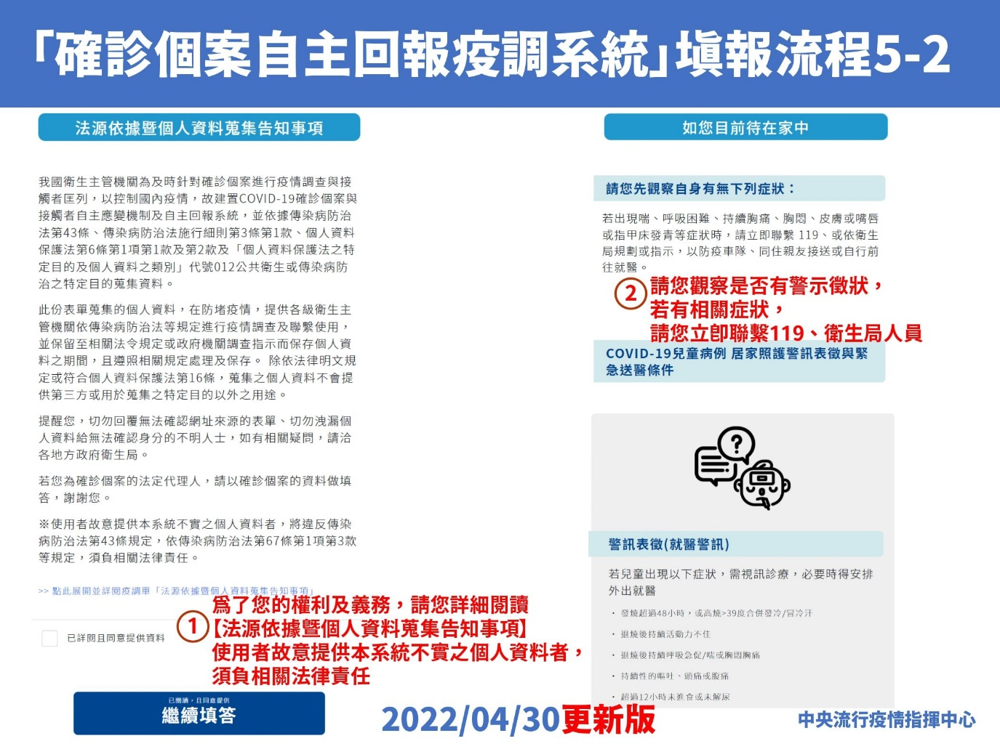 「確診個案自主回報疫調系統」填報流程5-2
法源依據暨個人資料蒐集告知事項
我國衛生主管機關為及時針對確診個案進行疫情調查與接
觸者匡列，以控制國內疫情，故建置COVID-19確診個案與
接觸者自主應變機制及自主回報系統，並依據傳染病防治
法第43條、傳染病防治法施行細則第3條第1款、個人資料
保護法第6條第1項第1款及第2款及「個人資料保護法之特
定目的及個人資料之類別」代號012公共衛生或傳染病防
治之特定目的蒐集資料。
此份表單蒐集的個人資料，在防堵疫情，提供各級衛生主
管機關依傳染病防治法等規定進行疫情調查及聯繫使用，
並保留至相關法令規定或政府機關調查指示而保存個人資
料之期間，且遵照相關規定處理及保存。 除依法律明文規
定或符合個人資料保護法第16條，蒐集之個人資料不會提
供第三方或用於蒐集之特定目的以外之用途。
提醒您，切勿回覆無法確認網址來源的表單、切勿洩漏個
人資料給無法確認身分的不明人士，如有相關疑問，請洽
各地方政府衛生局。
若您為確診個案的法定代理人，請以確診個案的資料做填
答，謝謝您。
※使用者故意提供本系統不實之個人資料者，將違反傳染
病防治法第43條規定，依傳染病防治法第67條第1項第3款
等規定，須負相關法律責任。
>> 點此展開並詳閱疫調單「法源依據暨個人資料蒐集告知事項」
① 為了您的權利及義務，請您詳細閱讀
【法源依據暨個人資料蒐集告知事項】
使用者故意提供本系統不實之個人資料者，
須負相關法律責任
已詳閱且同意提供資料
已閱讀，且同意提供
繼續填答
如您目前待在家中
請您先觀察自身有無下列症狀：
若出現喘、呼吸困難、持續胸痛、胸悶、皮膚或嘴唇
或指甲床發青等症狀時，請立即聯繫 119、或依衛生
局規劃或指示，以防疫車隊、同住親友接送或自行前
往就醫。
② 請您觀察是否有警示徵狀，
若有相關症狀，
請您立即聯繫119、衛生局人員
COVID-19兒童病例 居家照護警訊表徵與緊
急送醫條件
?
警訊表徵(就醫警訊)
若兒童出現以下症狀，需視訊診療，必要時得安排
外出就醫
・ 發燒超過48小時，或高燒>39度合併發冷/冒冷汗
・ 退燒後持續活動力不佳
・ 退燒後持續呼吸急促/喘或胸悶胸痛
・ 持續性的嘔吐、頭痛或腹痛
・ 超過12小時未進食或未解尿
2022/04/30更新版
中央流行疫情指揮中心